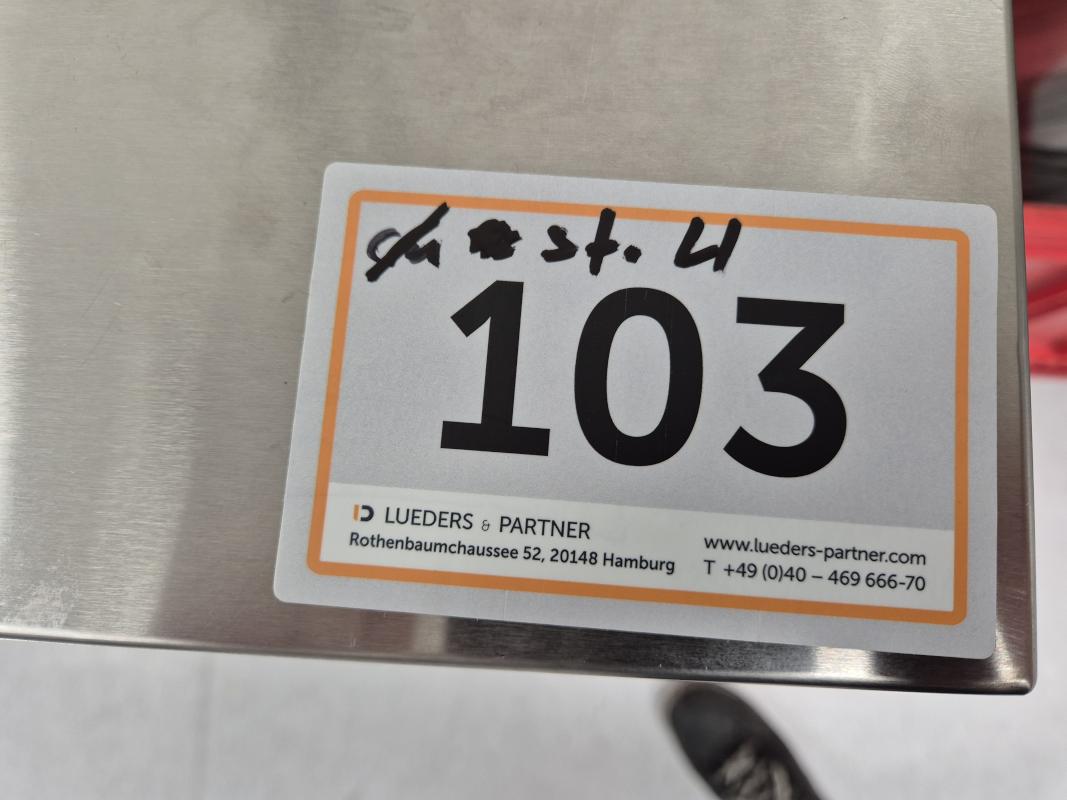 st. 4
103
LUEDERS & PARTNER
Rothenbaumchaussee 52, 20148 Hamburg
www.lueders-partner.com
T +49 (0)40 – 469 666-70